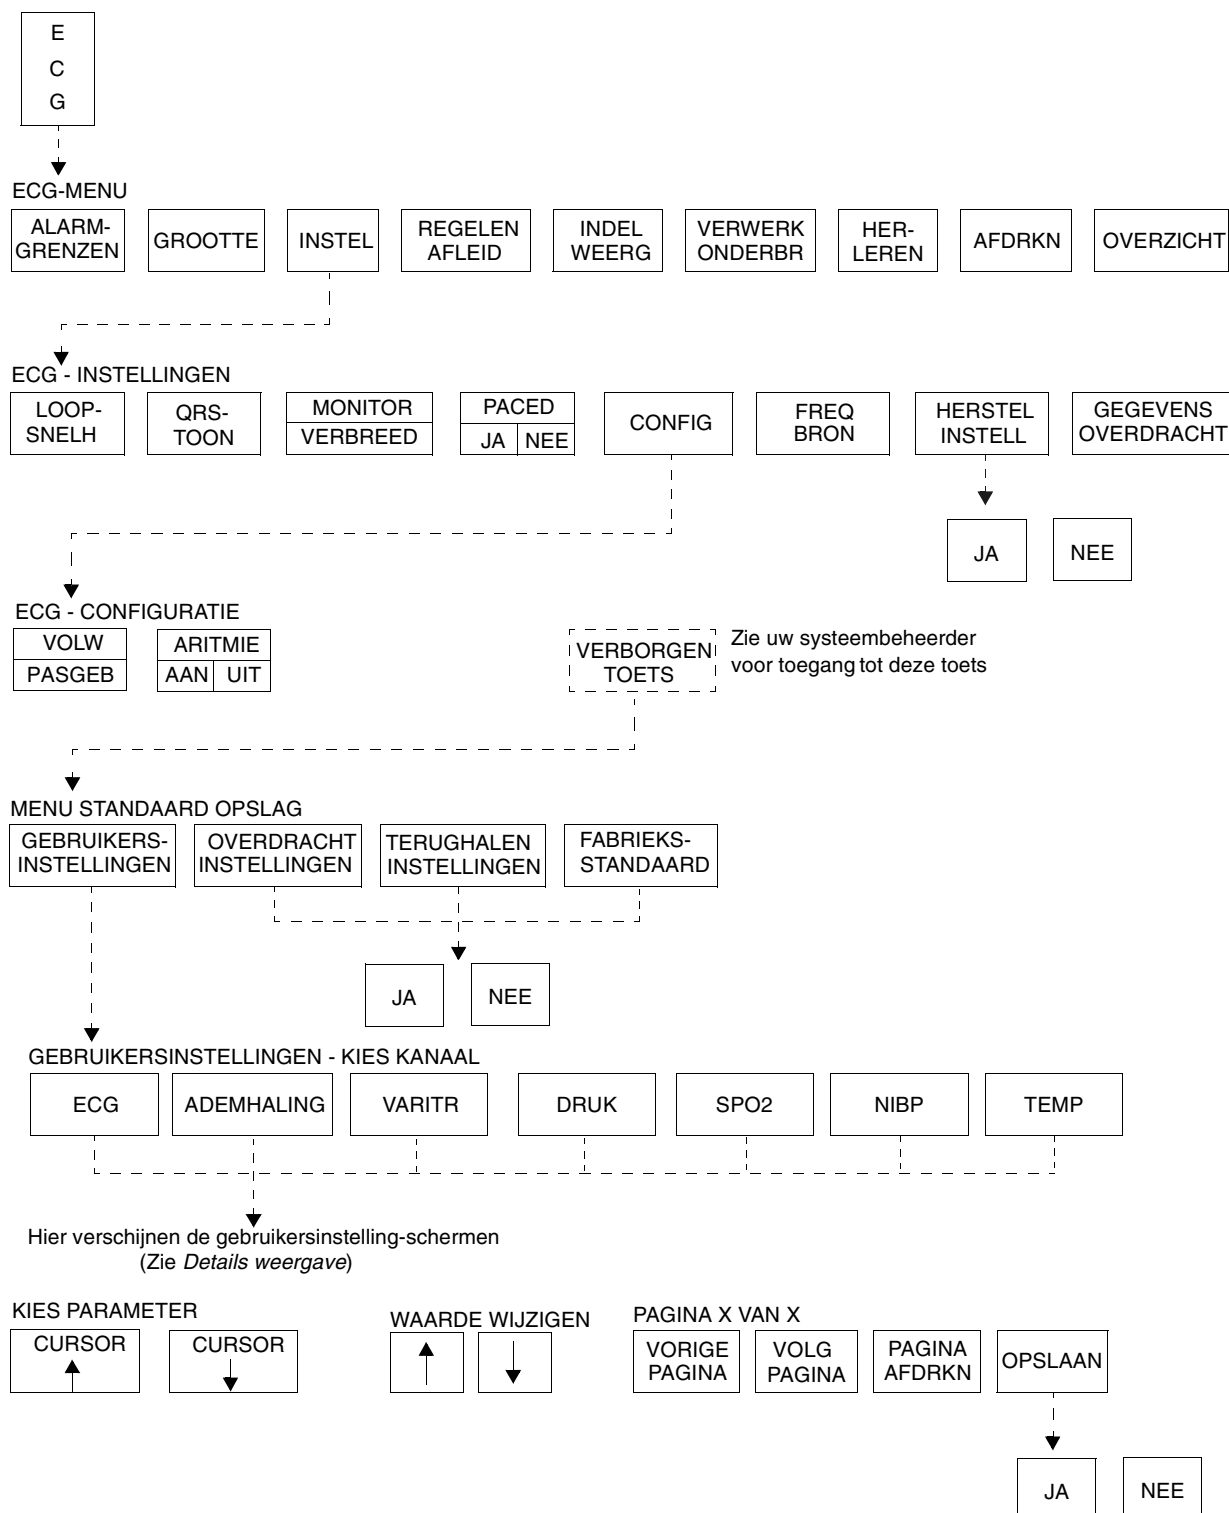 E
C
G
ECG-MENU
ALARM-
GRENZEN
GROOTTE
INSTEL
REGELEN
AFLEID
INDEL
WEERG
VERWERK
ONDERBR
HER-
LEREN
AFDRKN
OVERZICHT
ECG - INSTELLINGEN
LOOP-
SNELH
QRS-
TOON
MONITOR
VERBREED
PACED
JA NEE
CONFIG
FREQ
BRON
HERSTEL
INSTELL
GEGEVENS
OVERDRACHT
JA
NEE
ECG - CONFIGURATIE
VOLW
PASGEB
ARITMIE
AAN UIT
VERBORGEN
TOETS
Zie uw systeembeheerder
voor toegang tot deze toets
MENU STANDAARD OPSLAG
GEBRUIKERS-
INSTELLINGEN
OVERDRACHT
INSTELLINGEN
TERUGHALEN
INSTELLINGEN
FABRIEKS-
STANDAARD
JA
NEE
GEBRUIKERSINSTELLINGEN - KIES KANAAL
ECG
ADEMHALING
VARITR
DRUK
SPO2
NIBP
TEMP
Hier verschijnen de gebruikersinstelling-schermen
(Zie Details weergave)
KIES PARAMETER
CURSOR
CURSOR
WAARDE WIJZIGEN
PAGINA X VAN X
VORIGE
PAGINA
VOLG
PAGINA
PAGINA
AFDRKN
OPSLAAN
JA
NEE